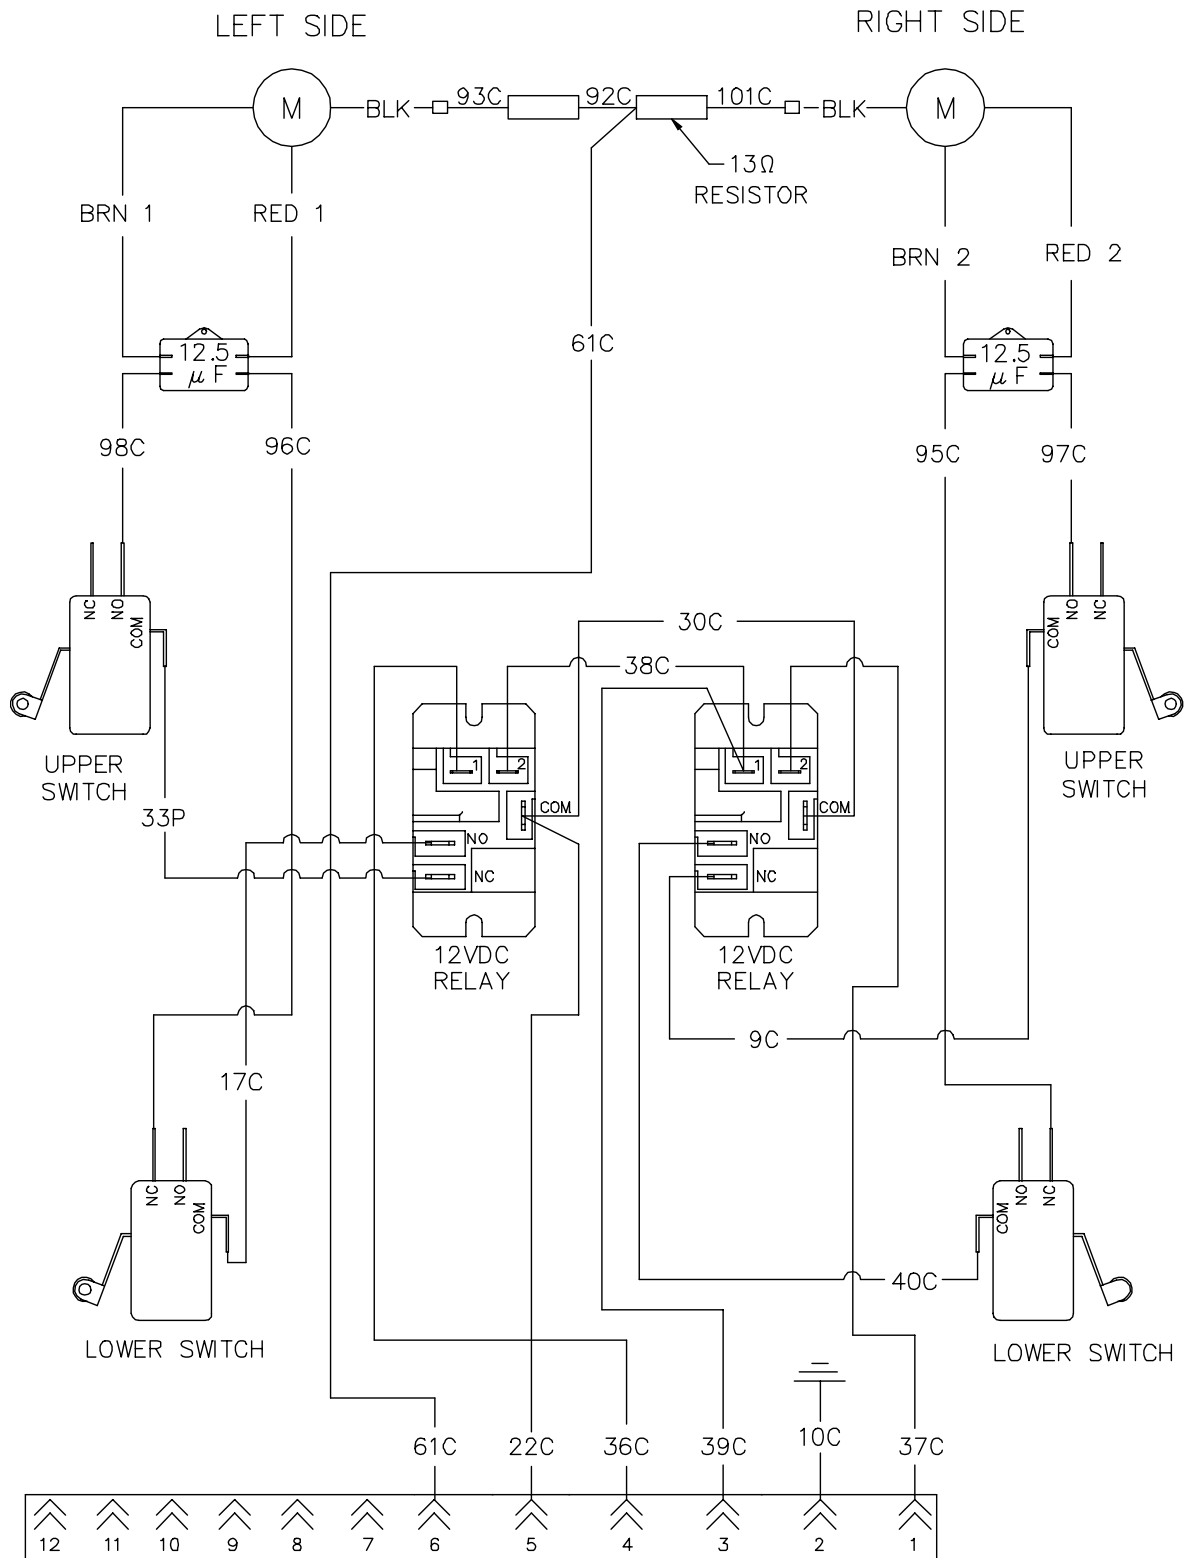 LEFT SIDE
RIGHT SIDE
M
BLK
93C
92C
101C
BLK
M
13Ω
RESISTOR
BRN 1
RED 1
BRN 2
RED 2
61C
12.5
μF
12.5
μF
98C
96C
95C
97C
NC
NO
COM
UPPER
SWITCH
COM
NO
NC
UPPER
SWITCH
30C
38C
33P
1
2
COM
NO
NC
12VDC
RELAY
1
2
COM
NO
NC
12VDC
RELAY
9C
17C
NC
NO
COM
LOWER SWITCH
COM
NO
NC
LOWER SWITCH
40C
61C
22C
36C
39C
10C
37C
12
11
10
9
8
7
6
5
4
3
2
1